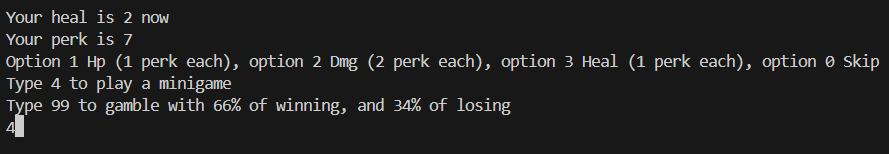 Your heal is 2 now
Your perk is 7
Option 1 Hp (1 perk each), option 2 Dmg (2 perk each), option 3 Heal (1 perk each), option 0 Skip
Type 4 to play a minigame
Type 99 to gamble with 66% of winning, and 34% of losing
4